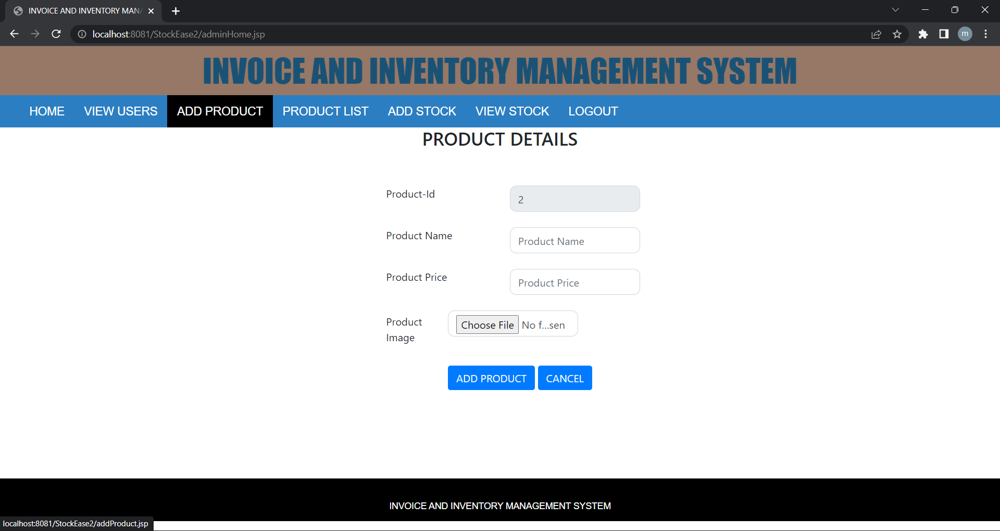 INVOICE AND INVENTORY MAN
localhost:8081/StockEase2/adminHome.jsp
m
INVOICE AND INVENTORY MANAGEMENT SYSTEM
HOME VIEW USERS ADD PRODUCT PRODUCT LIST ADD STOCK VIEW STOCK LOGOUT
PRODUCT DETAILS
Product-Id 2
Product Name Product Name
Product Price Product Price
Product Image Choose File No f...sen
ADD PRODUCT CANCEL
INVOICE AND INVENTORY MANAGEMENT SYSTEM
localhost:8081/StockEase2/addProduct.jsp